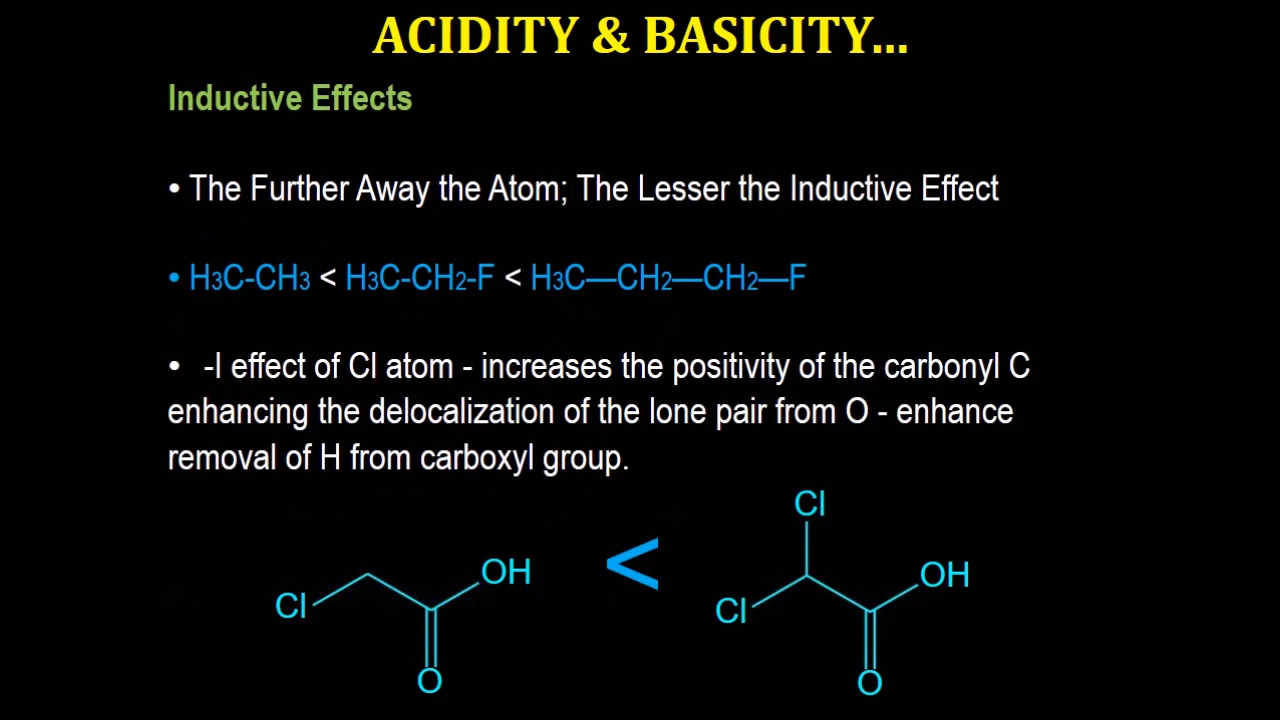 ACIDITY & BASICITY...
Inductive Effects
• The Further Away the Atom; The Lesser the Inductive Effect
• H3C-CH3 < H3C-CH2-F < H3C—CH2—CH2—F
• -I effect of Cl atom - increases the positivity of the carbonyl C
enhancing the delocalization of the lone pair from O - enhance
removal of H from carboxyl group.
Cl
OH < OH
Cl Cl
O O